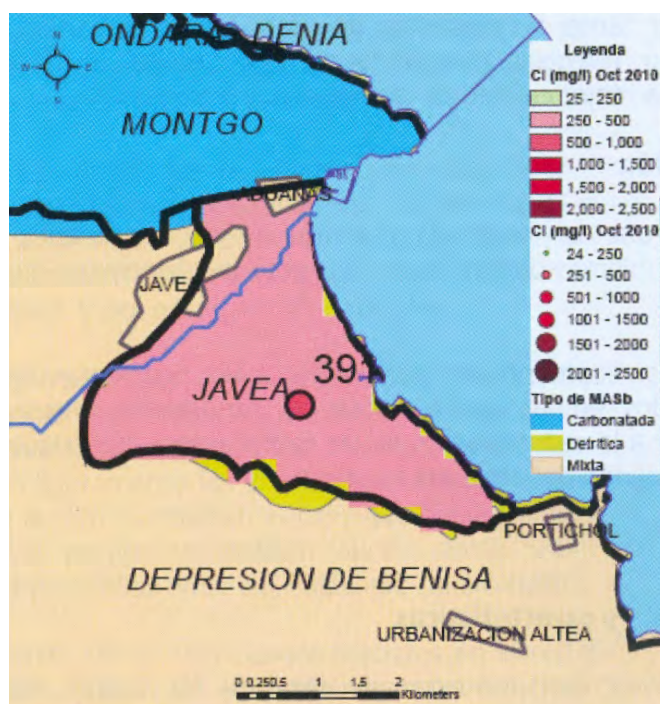 ONDARA - DENIA
N
W
E
S
MONTGO
ADUANAS
JAVEA
JAVEA
391
PORTICHOL
DEPRESION DE BENISA
URBANIZACION ALTEA
0 0.25 0.5 1 1.5 2
Kilometers
Leyenda
Cl (mg/l) Oct 2010
25 - 250
250 - 500
500 - 1,000
1,000 - 1,500
1,500 - 2,000
2,000 - 2,500
Cl (mg/l) Oct 2010
24 - 250
251 - 500
501 - 1000
1001 - 1500
1501 - 2000
2001 - 2500
Tipo de MASb
Carbonatada
Detrítica
Mixta